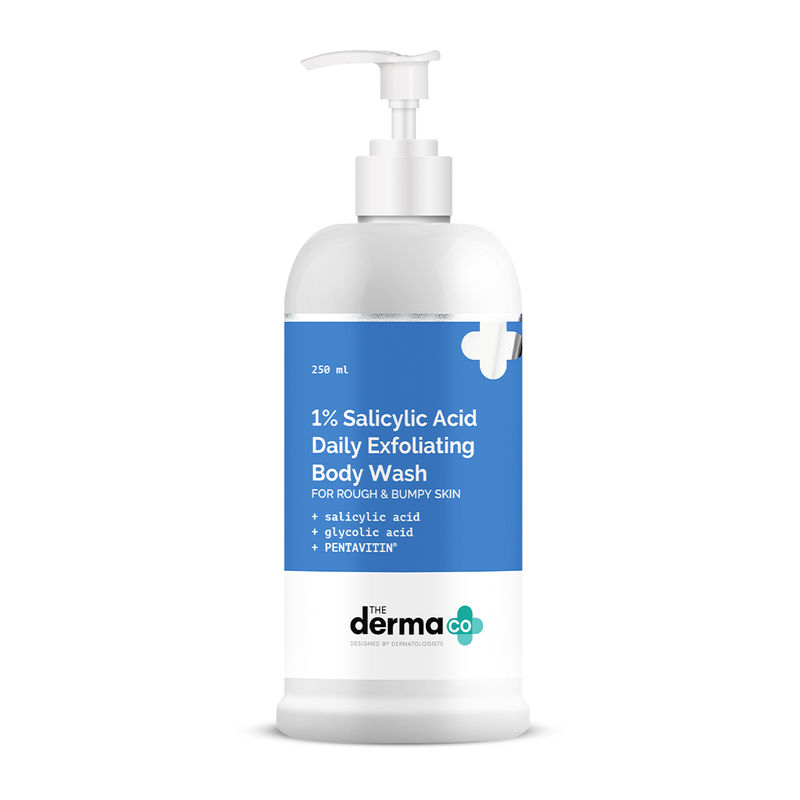 250 ml
1% Salicylic Acid
Daily Exfoliating
Body Wash
FOR ROUGH & BUMPY SKIN
+ salicylic acid
+ glycolic acid
+ PENTAVITIN®
THE
derma co
DESIGNED BY DERMATOLOGISTS